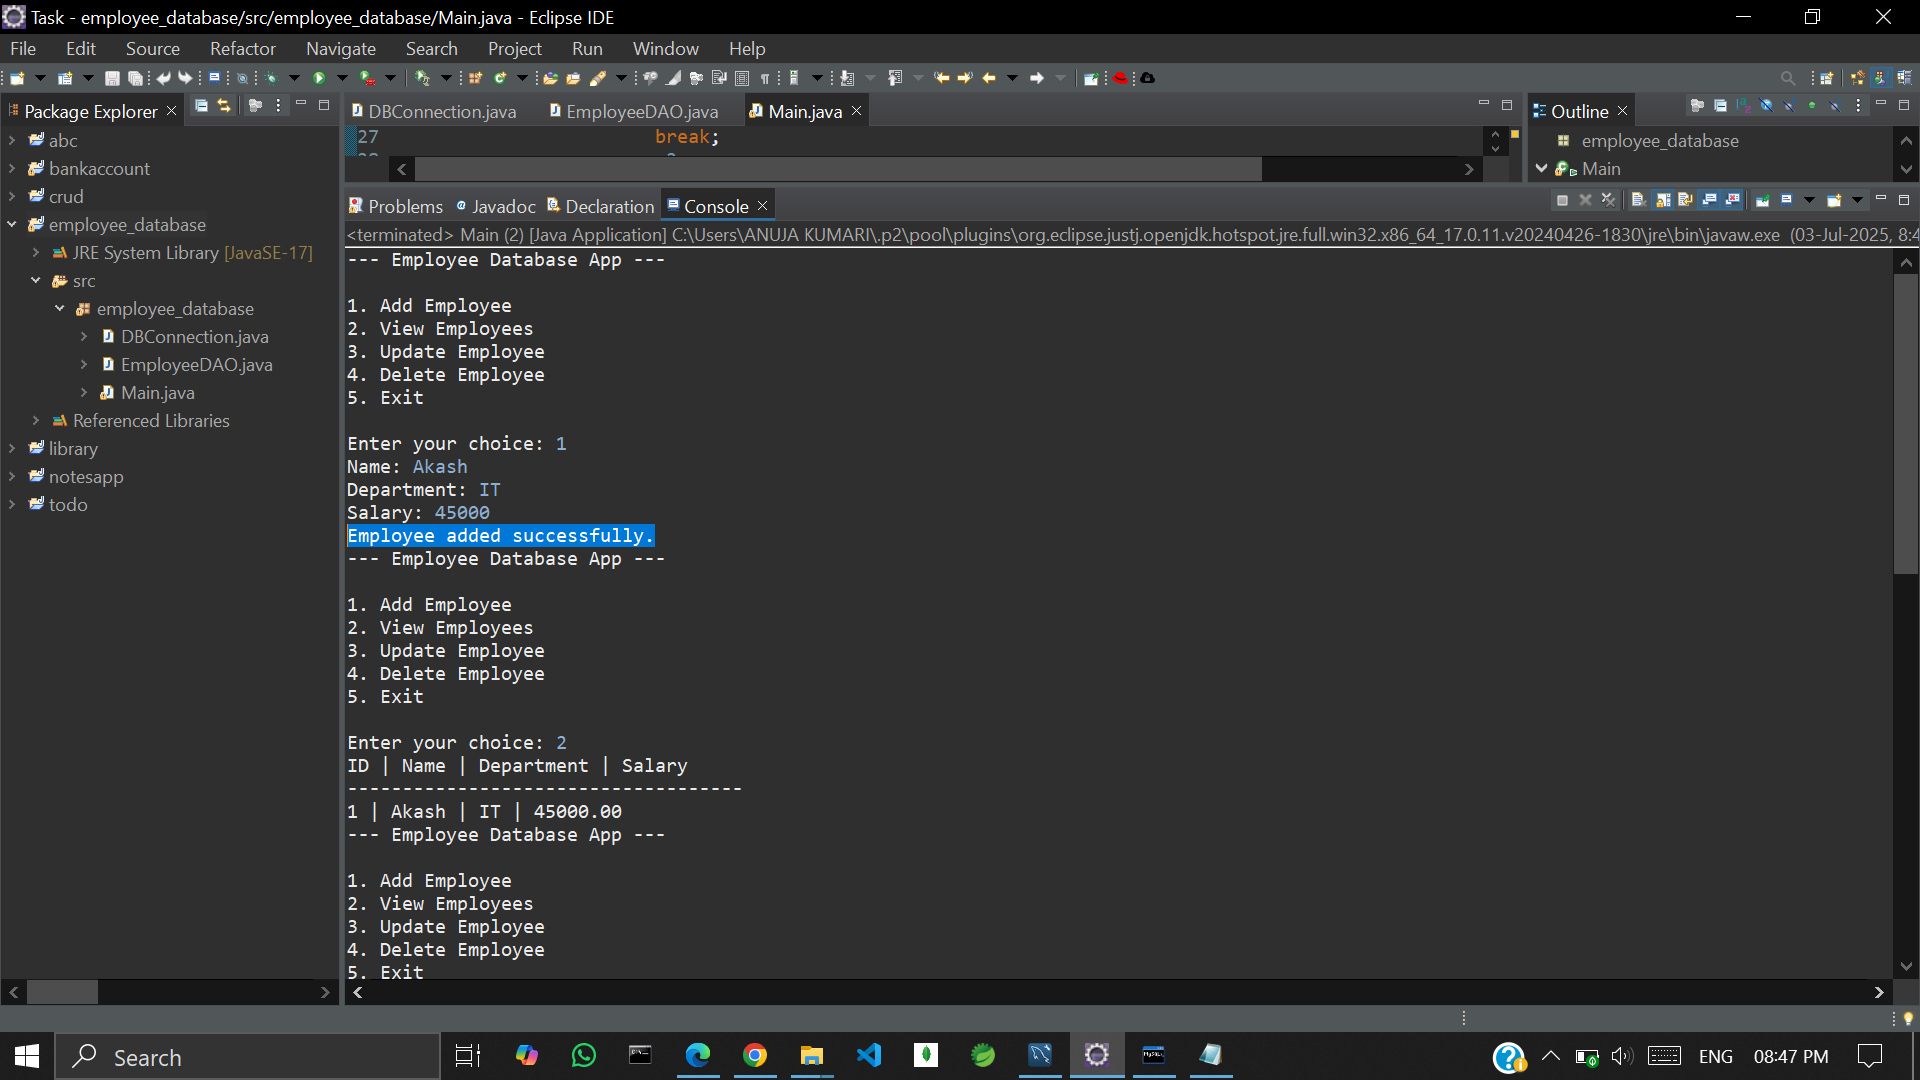 Task - employee_database/src/employee_database/Main.java - Eclipse IDE
File Edit Source Refactor Navigate Search Project Run Window Help
Package Explorer
abc
bankaccount
crud
employee_database
JRE System Library [JavaSE-17]
src
employee_database
DBConnection.java
EmployeeDAO.java
Main.java
Referenced Libraries
library
notesapp
todo
DBConnection.java EmployeeDAO.java Main.java
27 break;
Outline
employee_database
Main
Problems Javadoc Declaration Console
<terminated> Main (2) [Java Application] C:\Users\ANUJA KUMARI\.p2\pool\plugins\org.eclipse.justj.openjdk.hotspot.jre.full.win32.x86_64_17.0.11.v20240426-1830\jre\bin\javaw.exe (03-Jul-2025, 8:4
--- Employee Database App ---
1. Add Employee
2. View Employees
3. Update Employee
4. Delete Employee
5. Exit
Enter your choice: 1
Name: Akash
Department: IT
Salary: 45000
Employee added successfully.
--- Employee Database App ---
1. Add Employee
2. View Employees
3. Update Employee
4. Delete Employee
5. Exit
Enter your choice: 2
ID | Name | Department | Salary
------------------------------------
1 | Akash | IT | 45000.00
--- Employee Database App ---
1. Add Employee
2. View Employees
3. Update Employee
4. Delete Employee
5. Exit
Search
ENG 08:47 PM